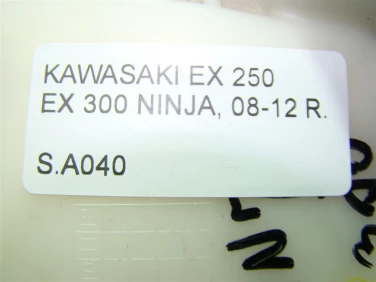 KAWASAKI EX 250
EX 300 NINJA, 08-12 R.
S.A040